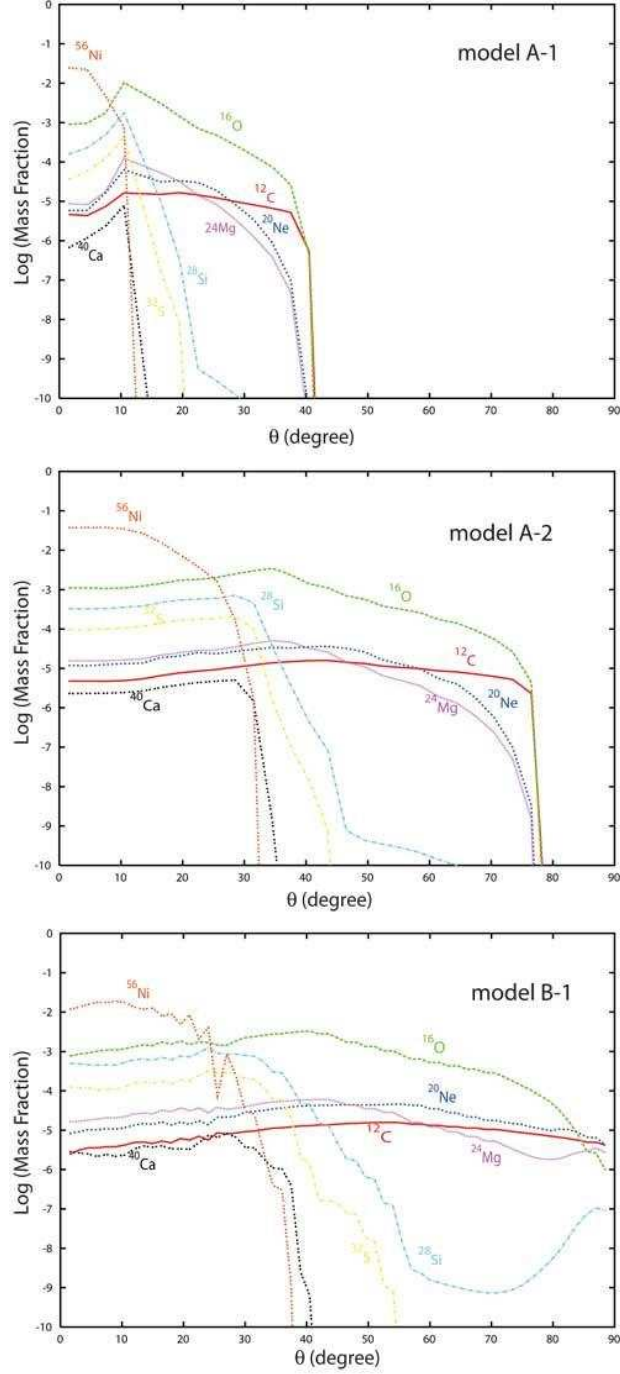 model A-1
Log (Mass Fraction)
0
-1
-2
-3
-4
-5
-6
-7
-8
-9
-10
56Ni
16O
12C
20Ne
24Mg
40Ca
28Si
32S
0 10 20 30 40 50 60 70 80 90
θ (degree)
model A-2
Log (Mass Fraction)
0
-1
-2
-3
-4
-5
-6
-7
-8
-9
-10
56Ni
16O
28Si
32S
12C
20Ne
24Mg
40Ca
0 10 20 30 40 50 60 70 80 90
θ (degree)
model B-1
Log (Mass Fraction)
0
-1
-2
-3
-4
-5
-6
-7
-8
-9
-10
56Ni
16O
20Ne
12C
24Mg
40Ca
32S
28Si
0 10 20 30 40 50 60 70 80 90
θ (degree)